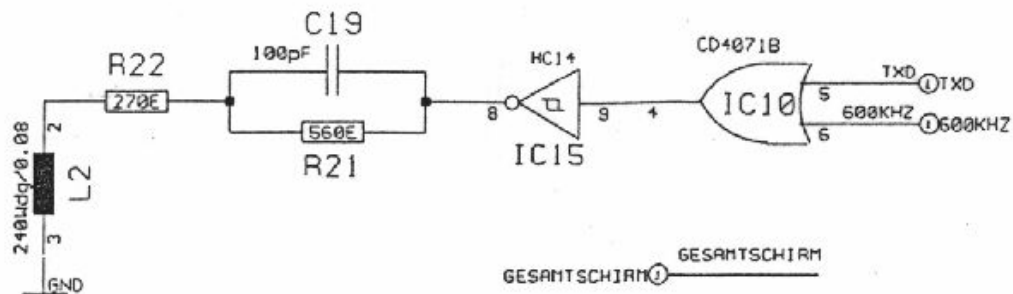 C19
100pF
R22
270E
560E
R21
HC14
8
9
IC15
4
CD4071B
IC10
5
6
TXD
TXD
600KHZ
600KHZ
2
240Wdg/0.08
L2
3
GND
GESAMTSCHIRM
GESAMTSCHIRM